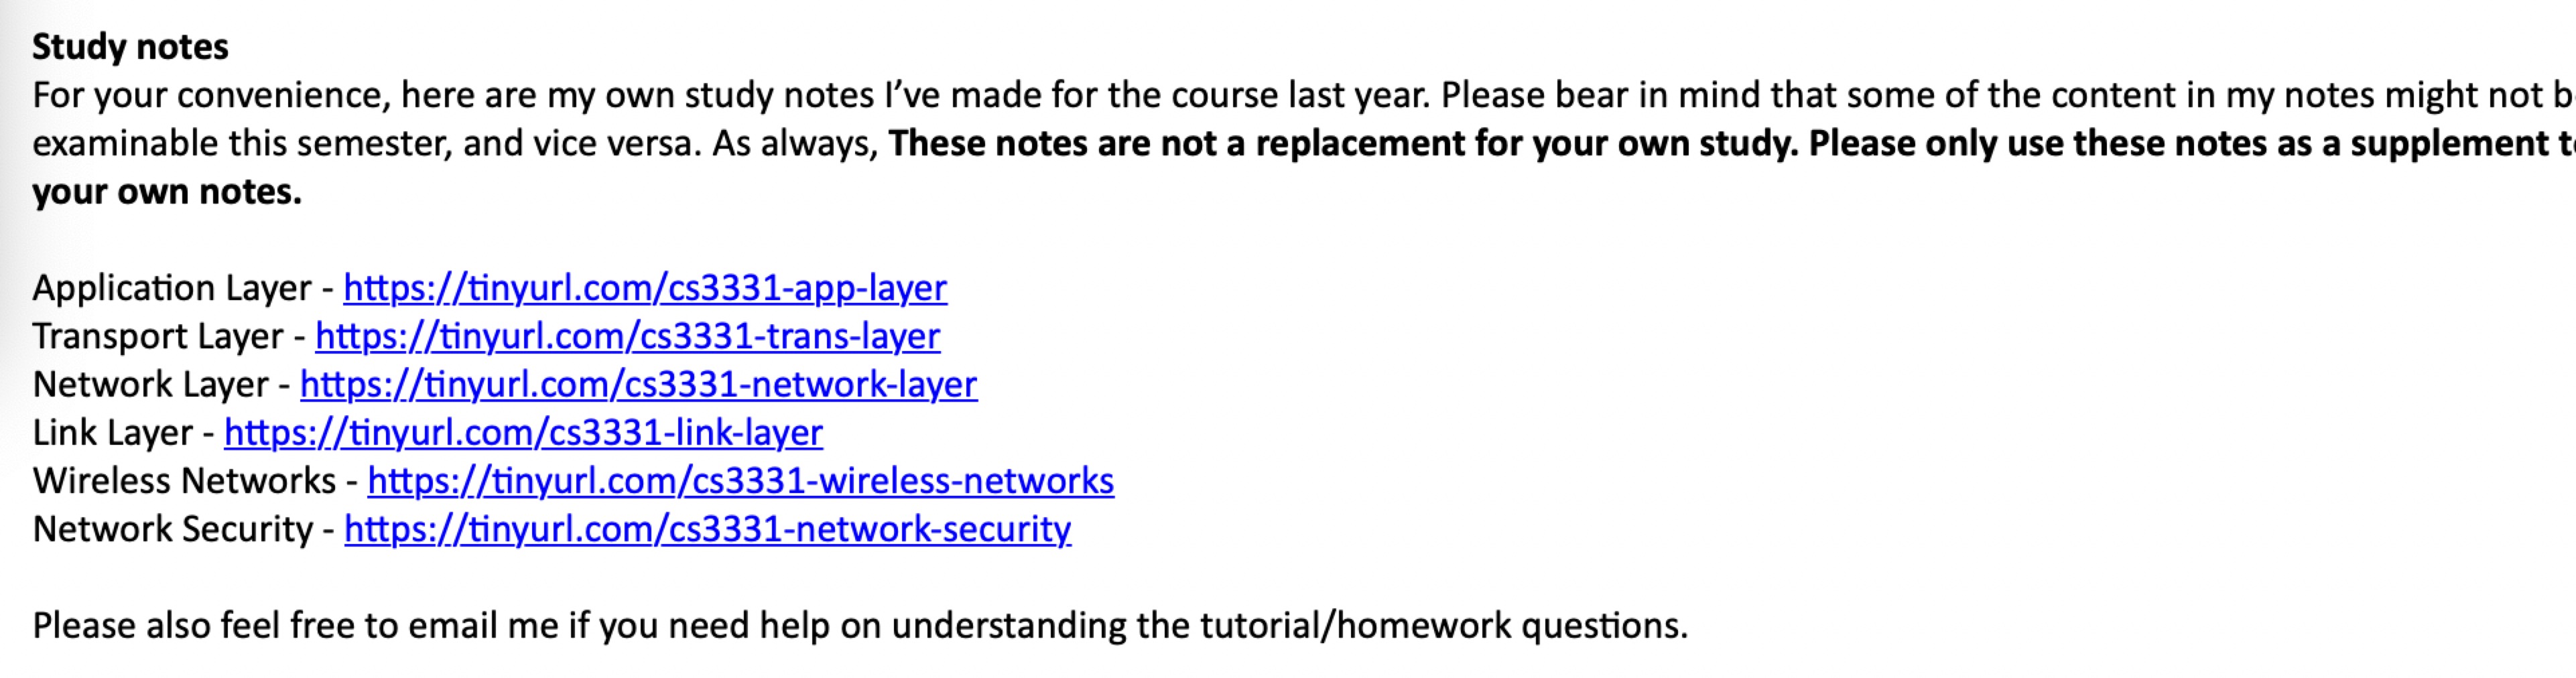 Study notes
For your convenience, here are my own study notes I've made for the course last year. Please bear in mind that some of the content in my notes might not b
examinable this semester, and vice versa. As always, These notes are not a replacement for your own study. Please only use these notes as a supplement t
your own notes.
Application Layer - https://tinyurl.com/cs3331-app-layer
Transport Layer - https://tinyurl.com/cs3331-trans-layer
Network Layer - https://tinyurl.com/cs3331-network-layer
Link Layer - https://tinyurl.com/cs3331-link-layer
Wireless Networks - https://tinyurl.com/cs3331-wireless-networks
Network Security - https://tinyurl.com/cs3331-network-security
Please also feel free to email me if you need help on understanding the tutorial/homework questions.